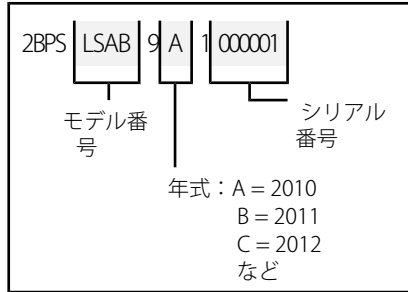 2BPS LSAB 9 A 1 000001
モデル番
号
シリアル
番号
年式：A = 2010
B = 2011
C = 2012
など